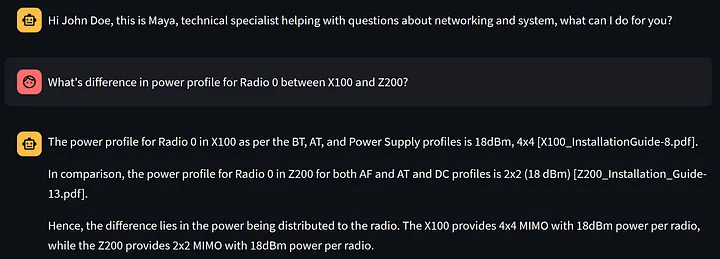 Hi John Doe, this is Maya, technical specialist helping with questions about networking and system, what can I do for you?
What's difference in power profile for Radio 0 between X100 and Z200?
The power profile for Radio 0 in X100 as per the BT, AT, and Power Supply profiles is 18dBm, 4x4 [X100_InstallationGuide-8.pdf].
In comparison, the power profile for Radio 0 in Z200 for both AF and AT and DC profiles is 2x2 (18 dBm) [Z200_Installation_Guide-
13.pdf].
Hence, the difference lies in the power being distributed to the radio. The X100 provides 4x4 MIMO with 18dBm power per radio,
while the Z200 provides 2x2 MIMO with 18dBm power per radio.